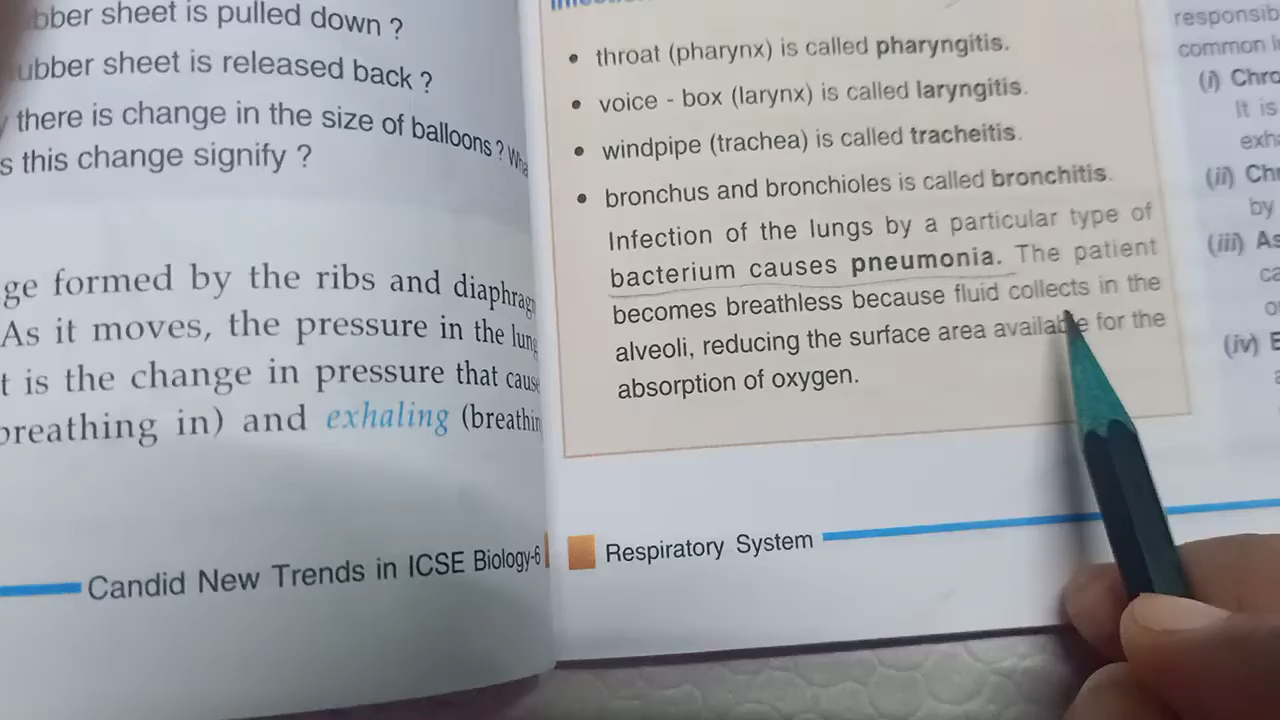 bber sheet is pulled down ?
ubber sheet is released back ?
there is change in the size of balloons ?
s this change signify ?
ge formed by the ribs and
As it moves, the pressure in the
t is the change in pressure that
breathing in) and exhaling
Candid New Trends in ICSE Biology-6
• throat (pharynx) is called pharyngitis.
• voice - box (larynx) is called laryngitis.
• windpipe (trachea) is called tracheitis.
• bronchus and bronchioles is called bronchitis.
Infection of the lungs by a particular type of
bacterium causes pneumonia. The patient
becomes breathless because fluid collects in the
alveoli, reducing the surface area available for the
absorption of oxygen.
Respiratory System
responsib
common
(i) Chro
It is
exh
(ii) Ch
by
(iii) As
ca
(iv) E